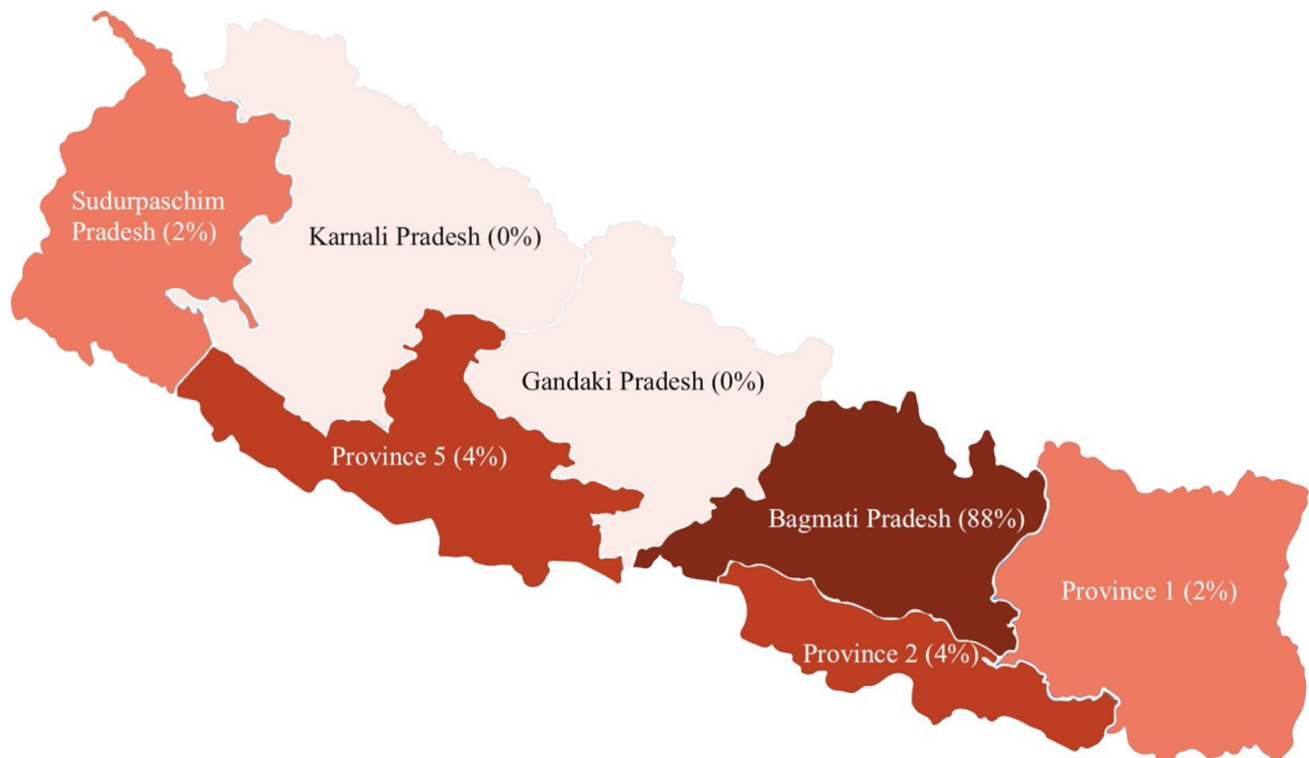 Sudurpaschim
Pradesh (2%)
Karnali Pradesh (0%)
Gandaki Pradesh (0%)
Province 5 (4%)
Bagmati Pradesh (88%)
Province 1 (2%)
Province 2 (4%)